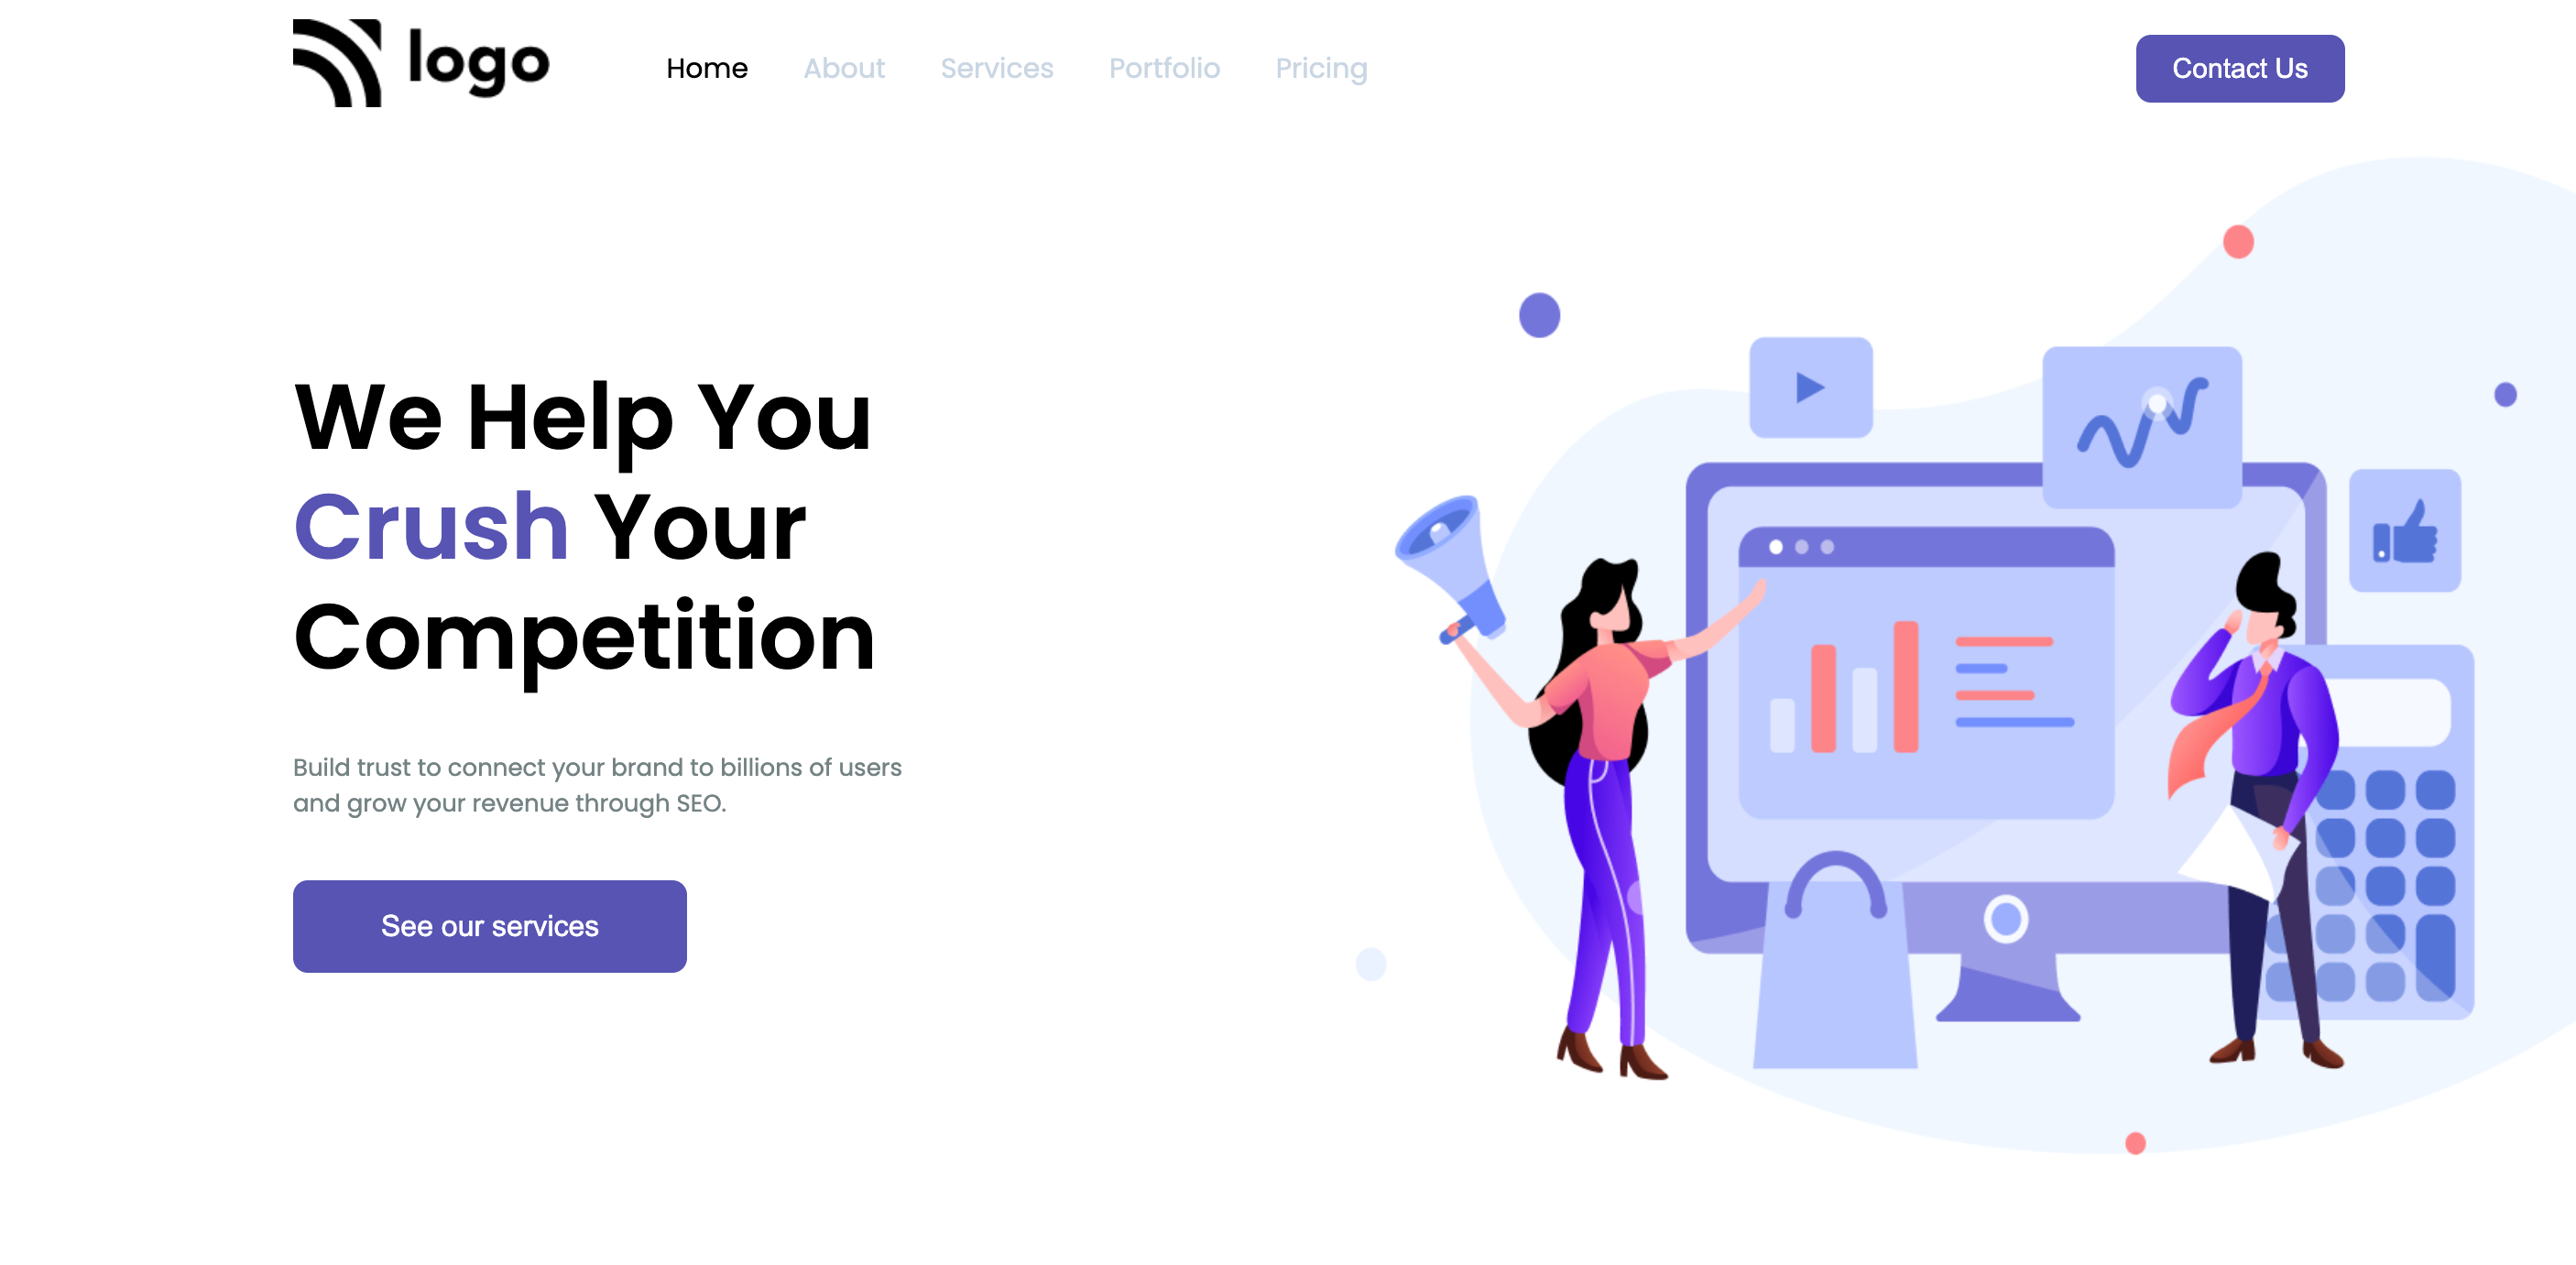 logo
Home About Services Portfolio Pricing
Contact Us
We Help You
Crush Your
Competition
Build trust to connect your brand to billions of users
and grow your revenue through SEO.
See our services